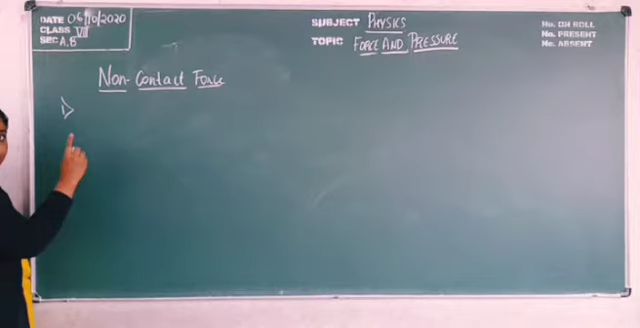 DATE 06/10/2020
CLASS VII
SEC A,B
SUBJECT PHYSICS
TOPIC FORCE AND PRESSURE
No. ON ROLL
No. PRESENT
No. ABSENT
Non-Contact Force